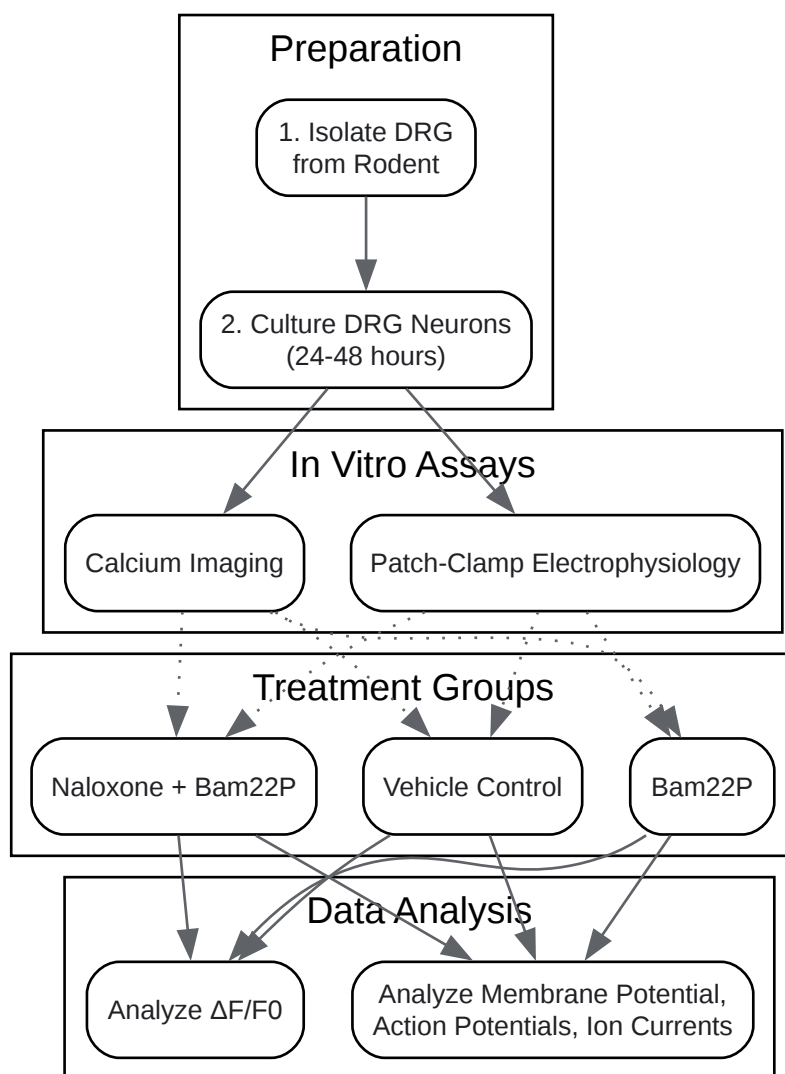 Preparation
1. Isolate DRG
from Rodent
2. Culture DRG Neurons
(24-48 hours)
In Vitro Assays
Calcium Imaging
Patch-Clamp Electrophysiology
Treatment Groups
Naloxone + Bam22P
Vehicle Control
Bam22P
Data Analysis
Analyze ΔF/F0
Analyze Membrane Potential,
Action Potentials, Ion Currents